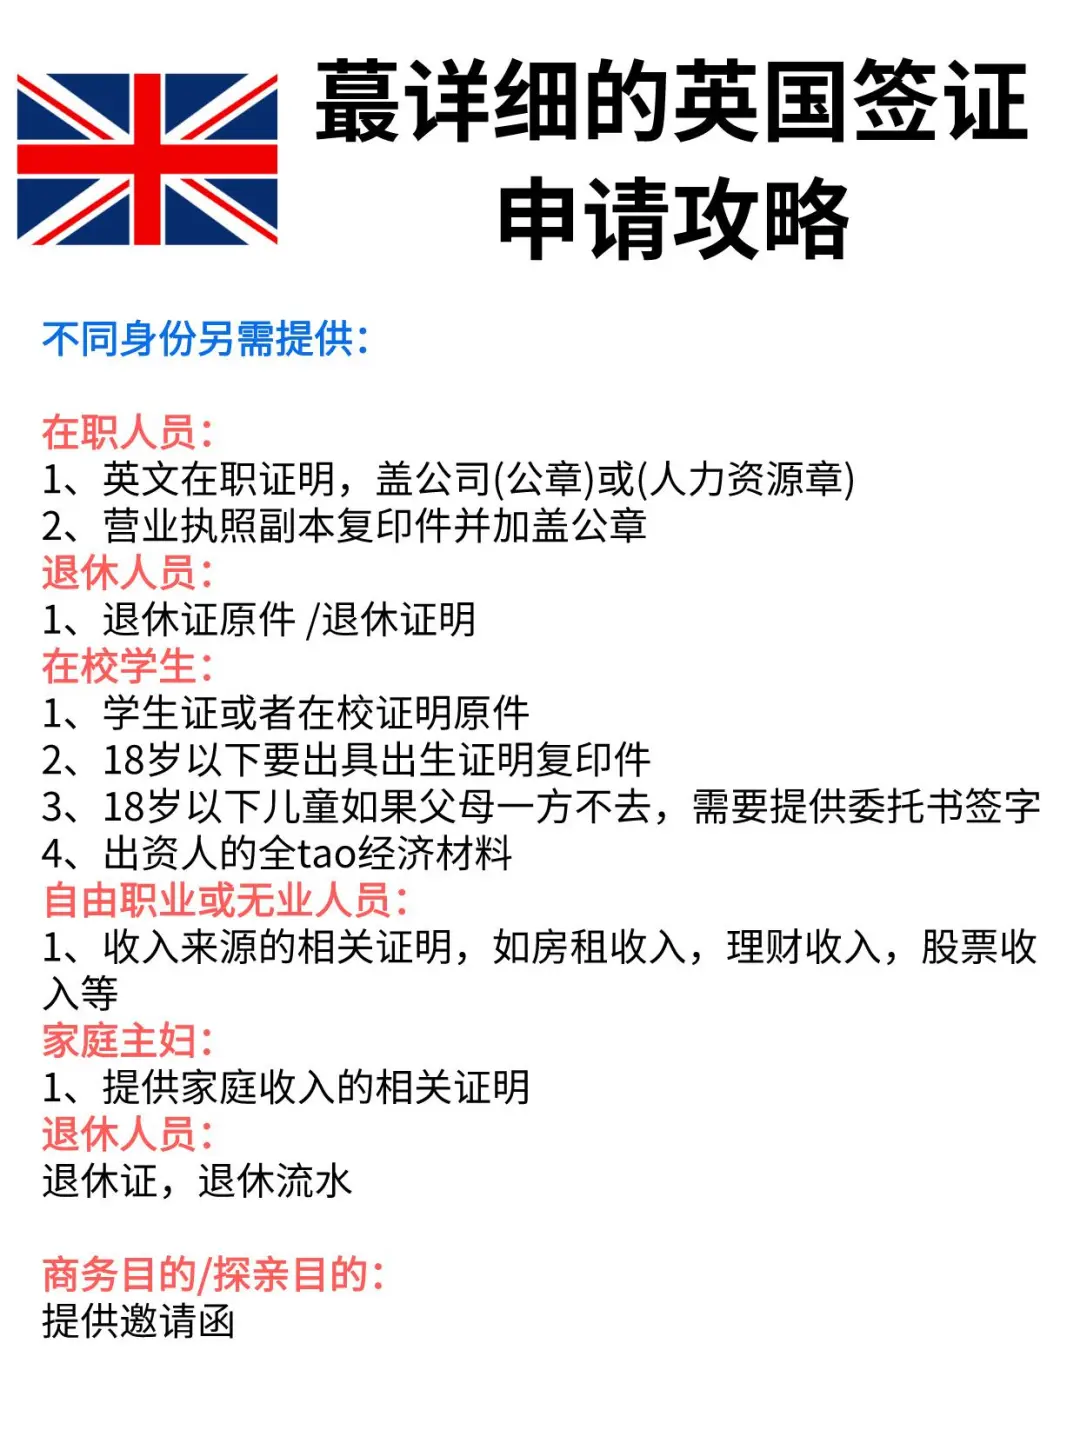 蕞详细的英国签证
申请攻略
不同身份另需提供：
在职人员：
1、英文在职证明，盖公司(公章)或(人力资源章)
2、营业执照副本复印件并加盖公章
退休人员：
1、退休证原件 /退休证明
在校学生：
1、学生证或者在校证明原件
2、18岁以下要出具出生证明复印件
3、18岁以下儿童如果父母一方不去，需要提供委托书签字
4、出资人的全tao经济材料
自由职业或无业人员：
1、收入来源的相关证明，如房租收入，理财收入，股票收
入等
家庭主妇：
1、提供家庭收入的相关证明
退休人员：
退休证，退休流水
商务目的/探亲目的：
提供邀请函